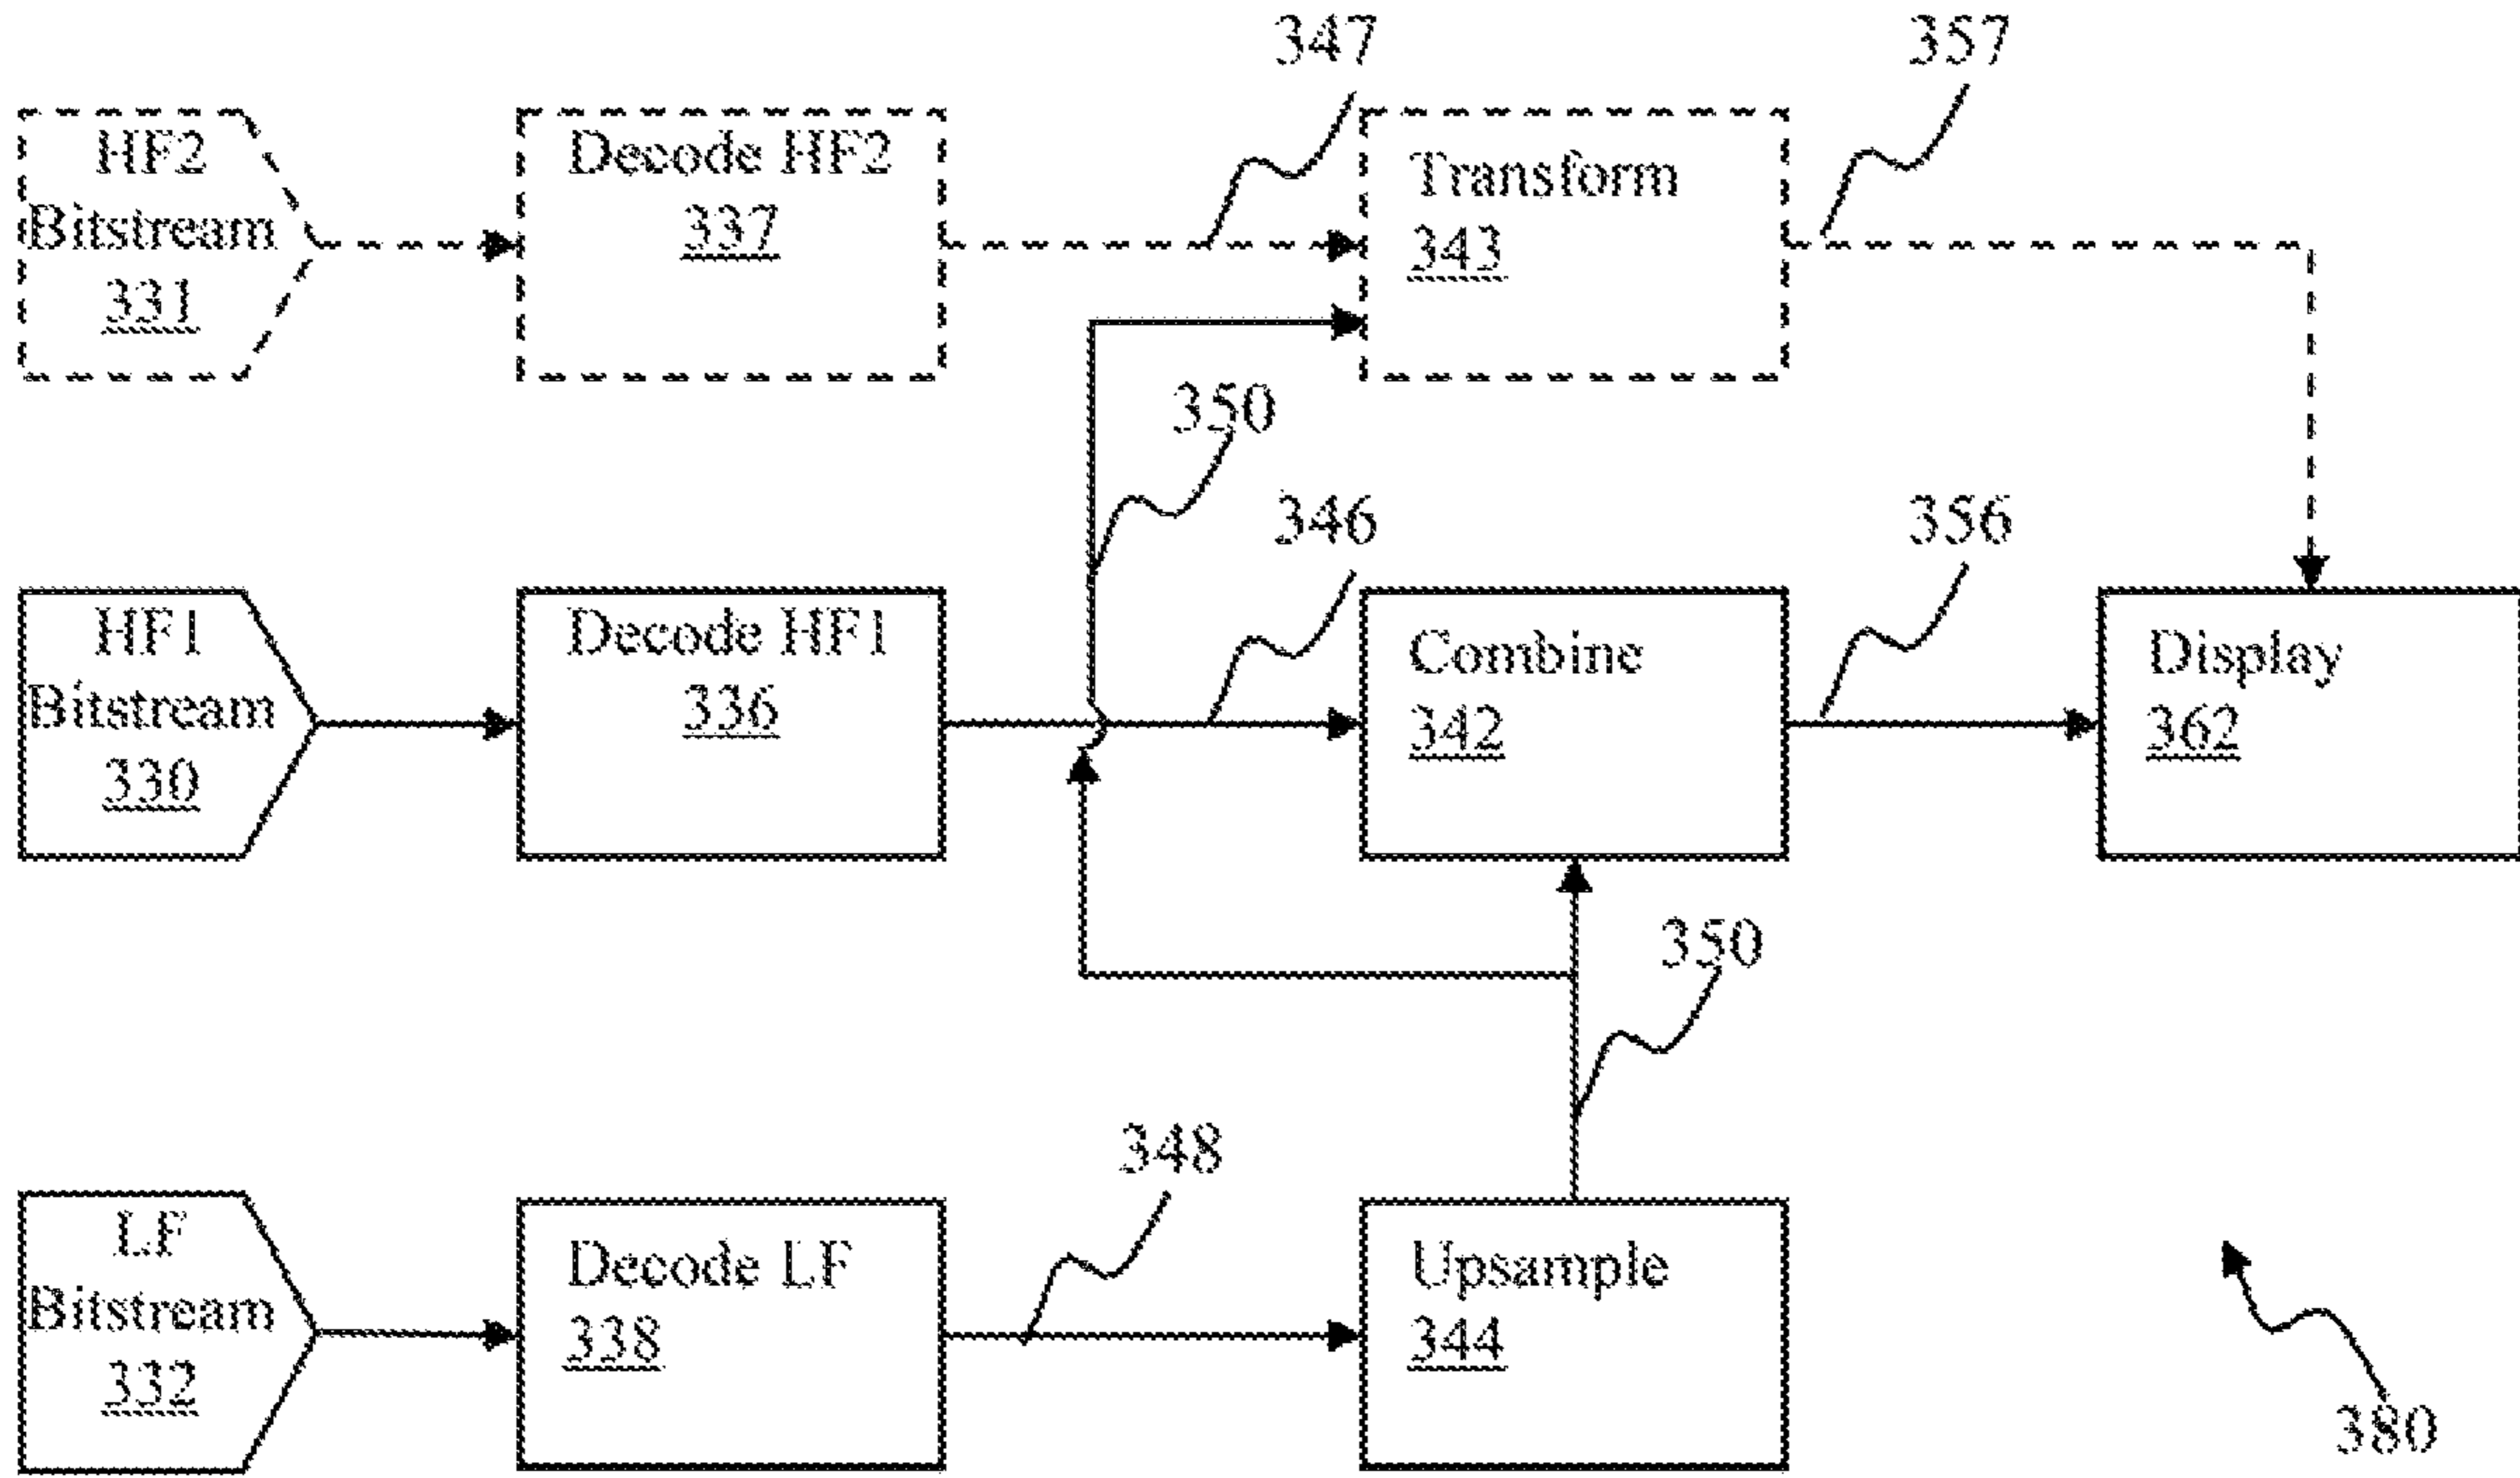 347
357
HF2
Bitstream
331
Decode HF2
337
Transform
343
350
346
356
HF1
Bitstream
330
Decode HF1
336
Combine
342
Display
362
350
348
LF
Bitstream
332
Decode LF
338
Upsample
344
380